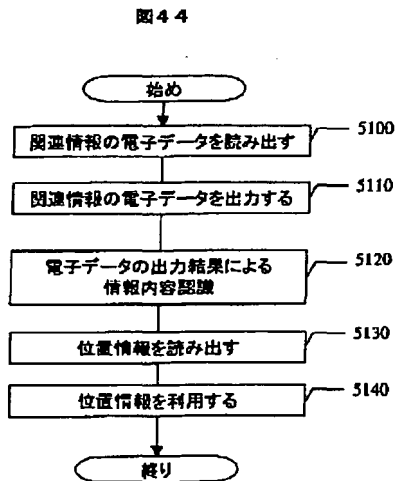 図44
始め
関連情報の電子データを読み出す
5100
関連情報の電子データを出力する
5110
電子データの出力結果による
情報内容認識
5120
位置情報を読み出す
5130
位置情報を利用する
5140
終り